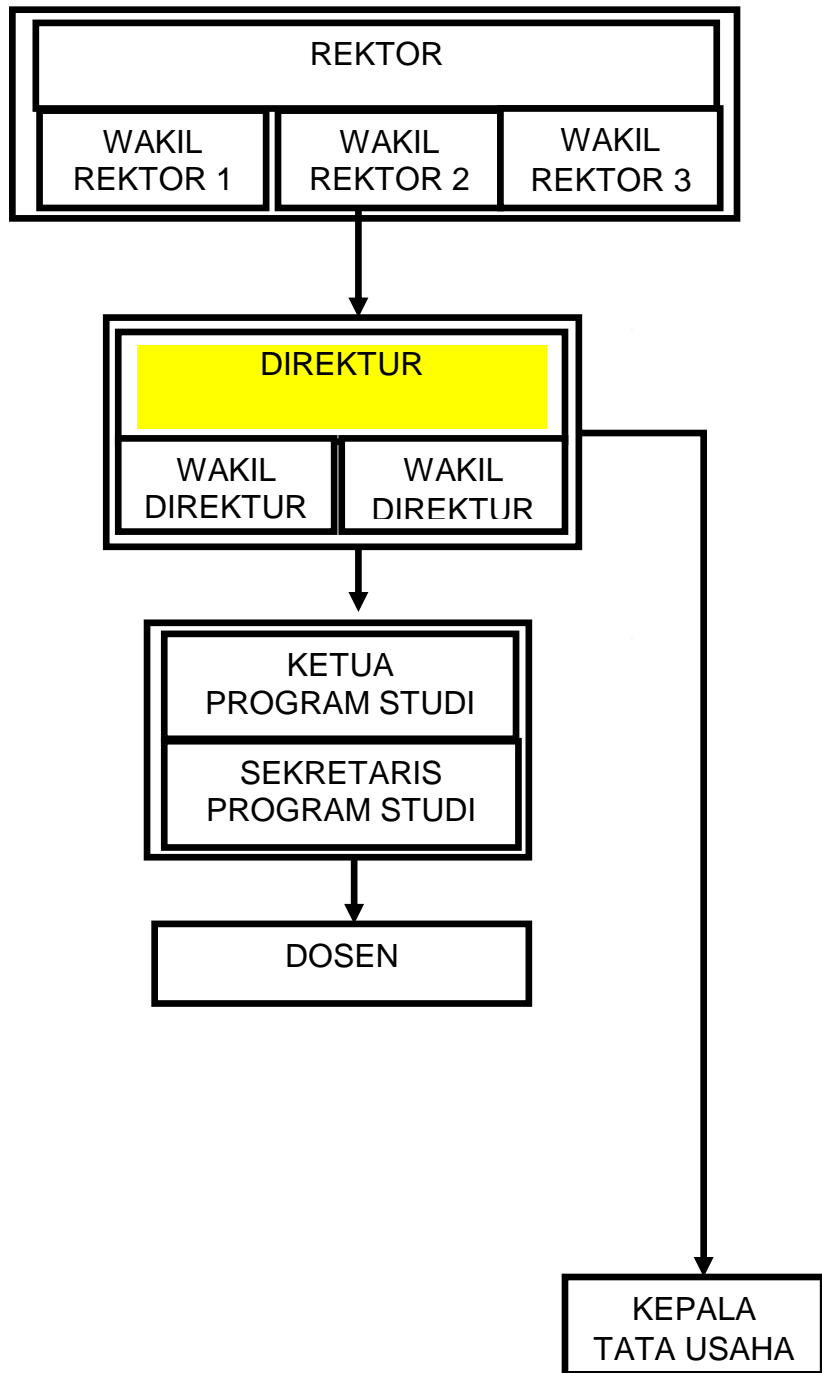 REKTOR
WAKIL
REKTOR 1
WAKIL
REKTOR 2
WAKIL
REKTOR 3
DIREKTUR
WAKIL
DIREKTUR
WAKIL
DIREKTUR
KETUA
PROGRAM STUDI
SEKRETARIS
PROGRAM STUDI
DOSEN
KEPALA
TATA USAHA